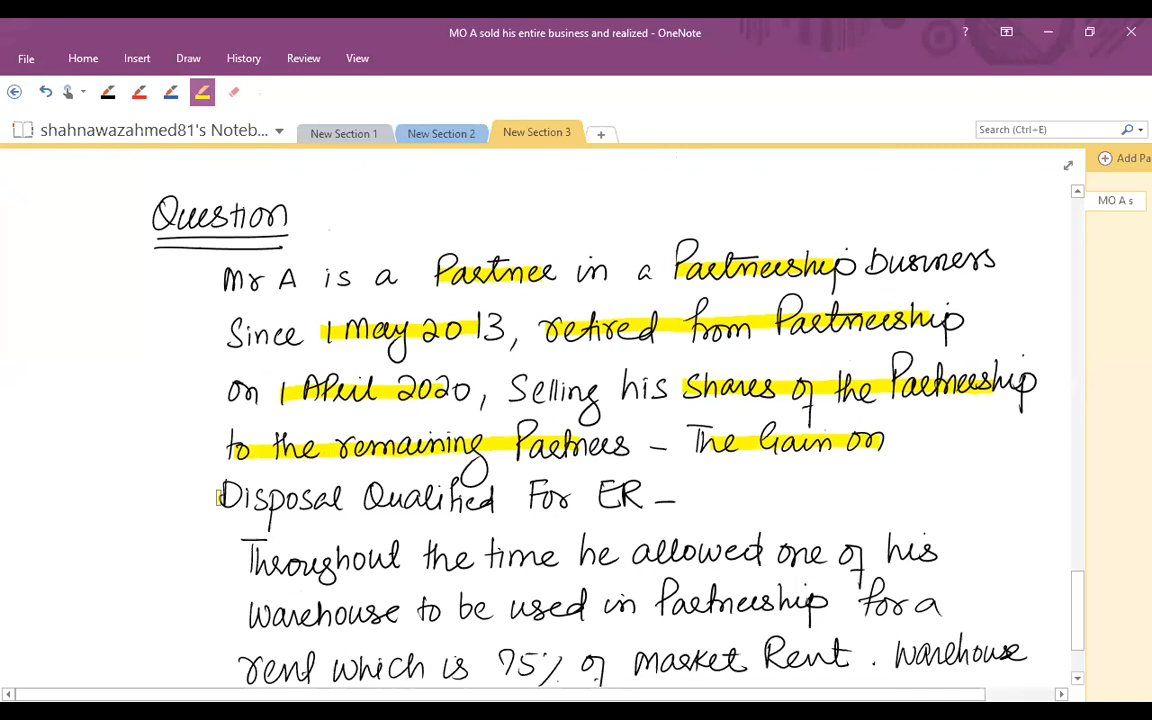 MO A sold his entire business and realized - OneNote
File Home Insert Draw History Review View
shahnawazahmed81's Noteb... New Section 1 New Section 2 New Section 3 Search (Ctrl+E)
Add Pa
MO A s
Question
Mr A is a Partner in a Partnership business
Since 1 May 2013, retired from Partnership
on 1 April 2020, Selling his shares of the Partnership
to the remaining Partners - The Gain on
Disposal Qualified For ER -
Throughout the time he allowed one of his
warehouse to be used in Partnership for a
rent which is 75% of market Rent. Warehouse